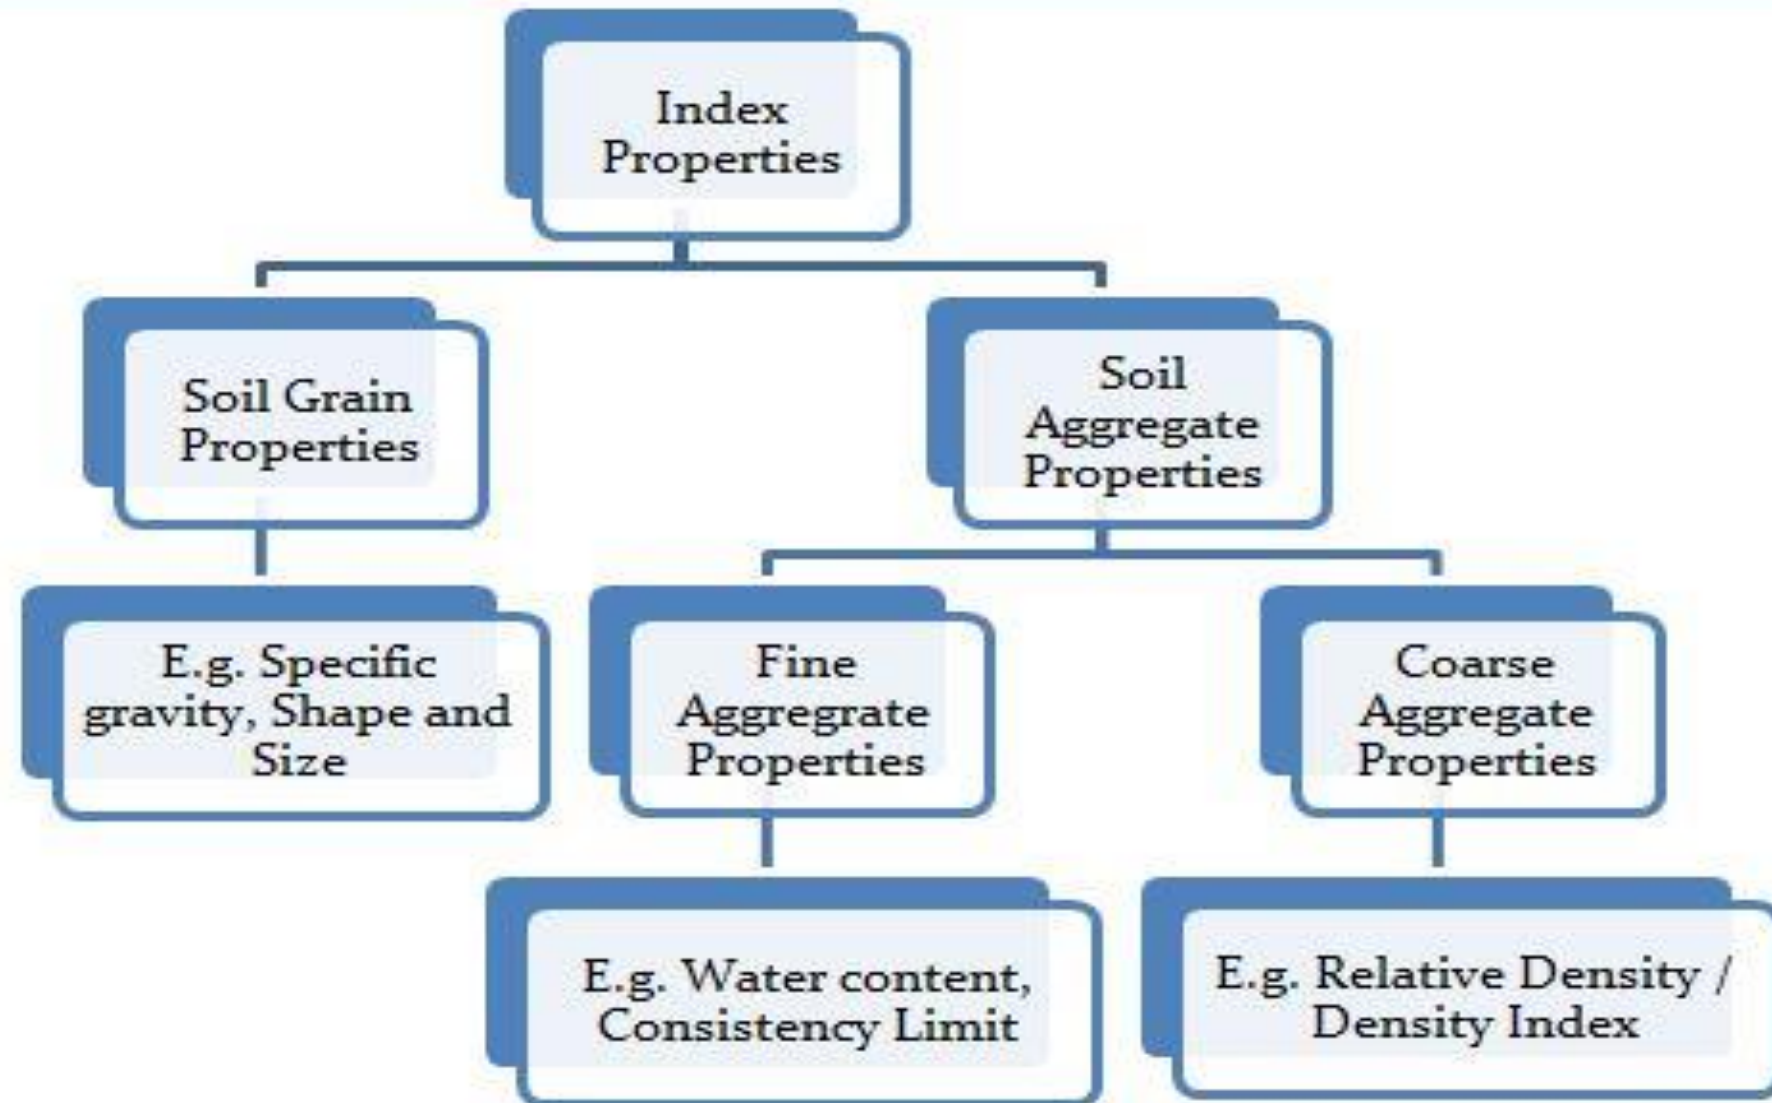 Index
Properties
Soil Grain
Properties
Soil
Aggregate
Properties
E.g. Specific
gravity, Shape and
Size
Fine
Aggregrate
Properties
Coarse
Aggregate
Properties
E.g. Water content,
Consistency Limit
E.g. Relative Density /
Density Index